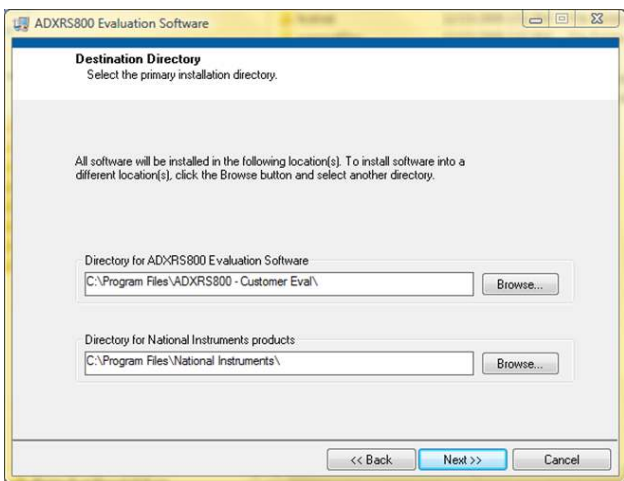 ADXRS800 Evaluation Software
Destination Directory
Select the primary installation directory.
All software will be installed in the following location(s). To install software into a
different location(s), click the Browse button and select another directory.
Directory for ADXRS800 Evaluation Software
C:\Program Files\ADXRS800 - Customer Eval\
Browse...
Directory for National Instruments products
C:\Program Files\National Instruments\
Browse...
<< Back
Next >>
Cancel